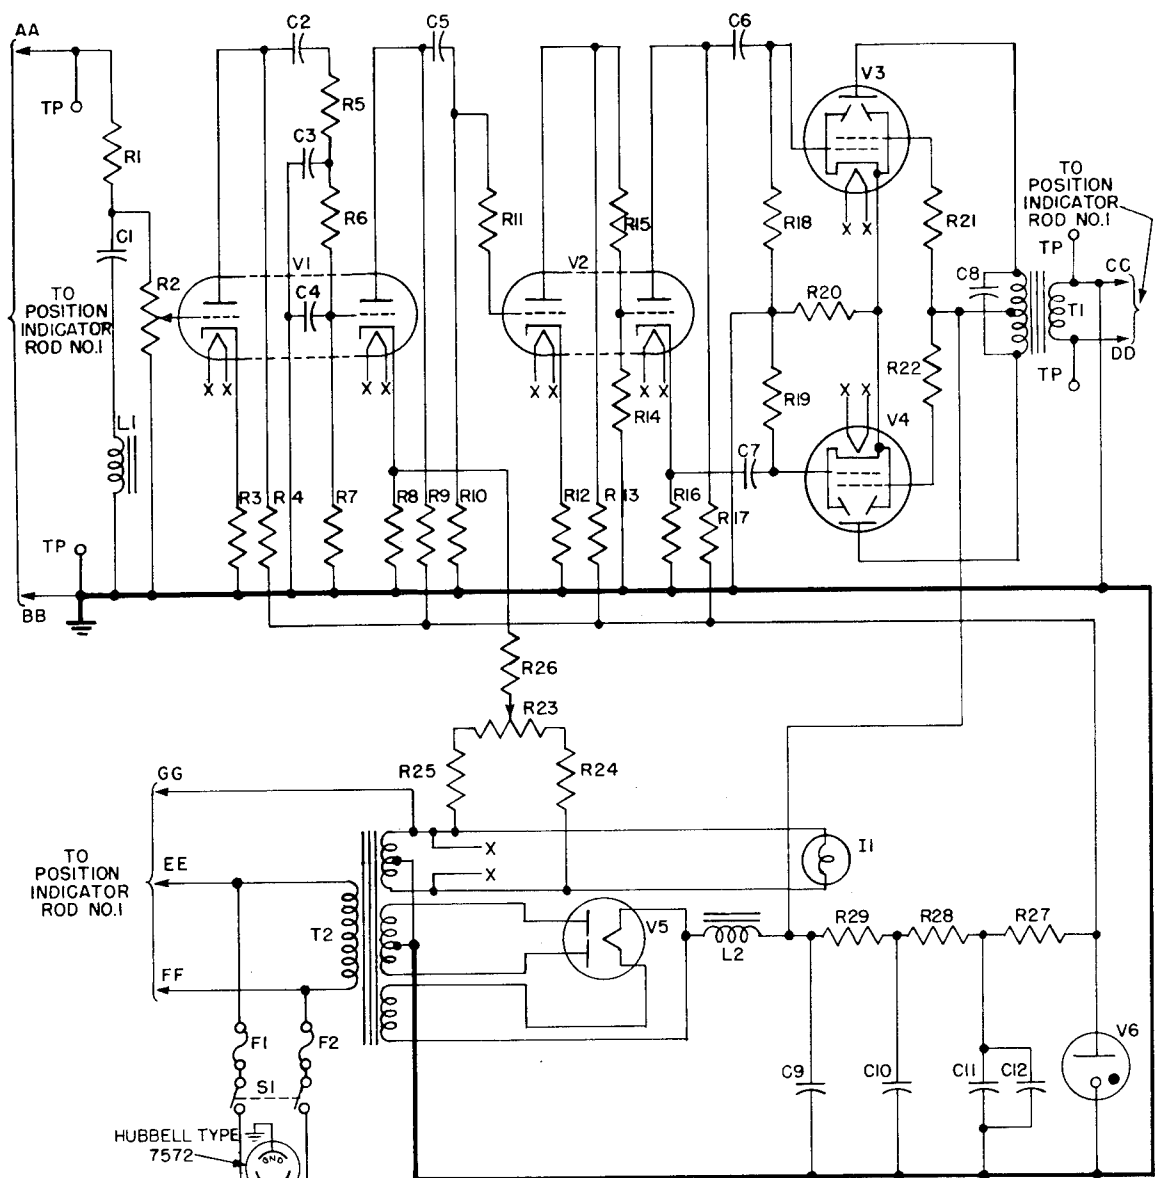 AA
C2
C5
C6
V3
TP
R5
C3
R1
TO
POSITION
INDICATOR
ROD NO.1
R6
R11
R15
R18
X X
R21
C1
V1
V2
TP
CC
R2
C4
C8
R20
T1
TO
POSITION
INDICATOR
ROD NO.1
DD
R22
TP
X X
X X
X X
X X
X X
R19
R14
V4
L1
C7
R3
R4
R7
R8
R9
R10
R12
R13
R16
R17
TP
BB
R26
R23
R25
R24
GG
TO
POSITION
INDICATOR
ROD NO.1
EE
X
X
I1
T2
V5
L2
R29
R28
R27
FF
F1
F2
V6
S1
C9
C10
C11
C12
HUBBELL TYPE
7572
GND